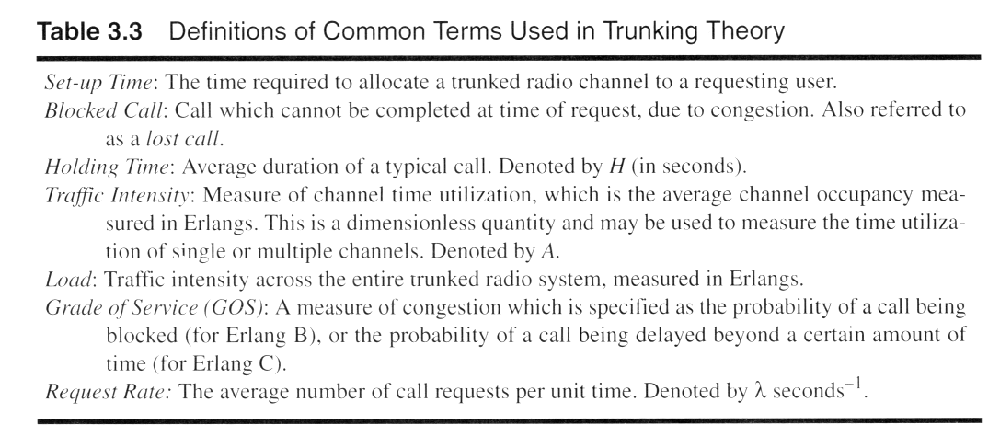 Table 3.3 Definitions of Common Terms Used in Trunking Theory
Set-up Time: The time required to allocate a trunked radio channel to a requesting user.
Blocked Call: Call which cannot be completed at time of request, due to congestion. Also referred to
as a lost call.
Holding Time: Average duration of a typical call. Denoted by H (in seconds).
Traffic Intensity: Measure of channel time utilization, which is the average channel occupancy mea-
sured in Erlangs. This is a dimensionless quantity and may be used to measure the time utiliza-
tion of single or multiple channels. Denoted by A.
Load: Traffic intensity across the entire trunked radio system, measured in Erlangs.
Grade of Service (GOS): A measure of congestion which is specified as the probability of a call being
blocked (for Erlang B), or the probability of a call being delayed beyond a certain amount of
time (for Erlang C).
Request Rate: The average number of call requests per unit time. Denoted by λ seconds⁻¹.